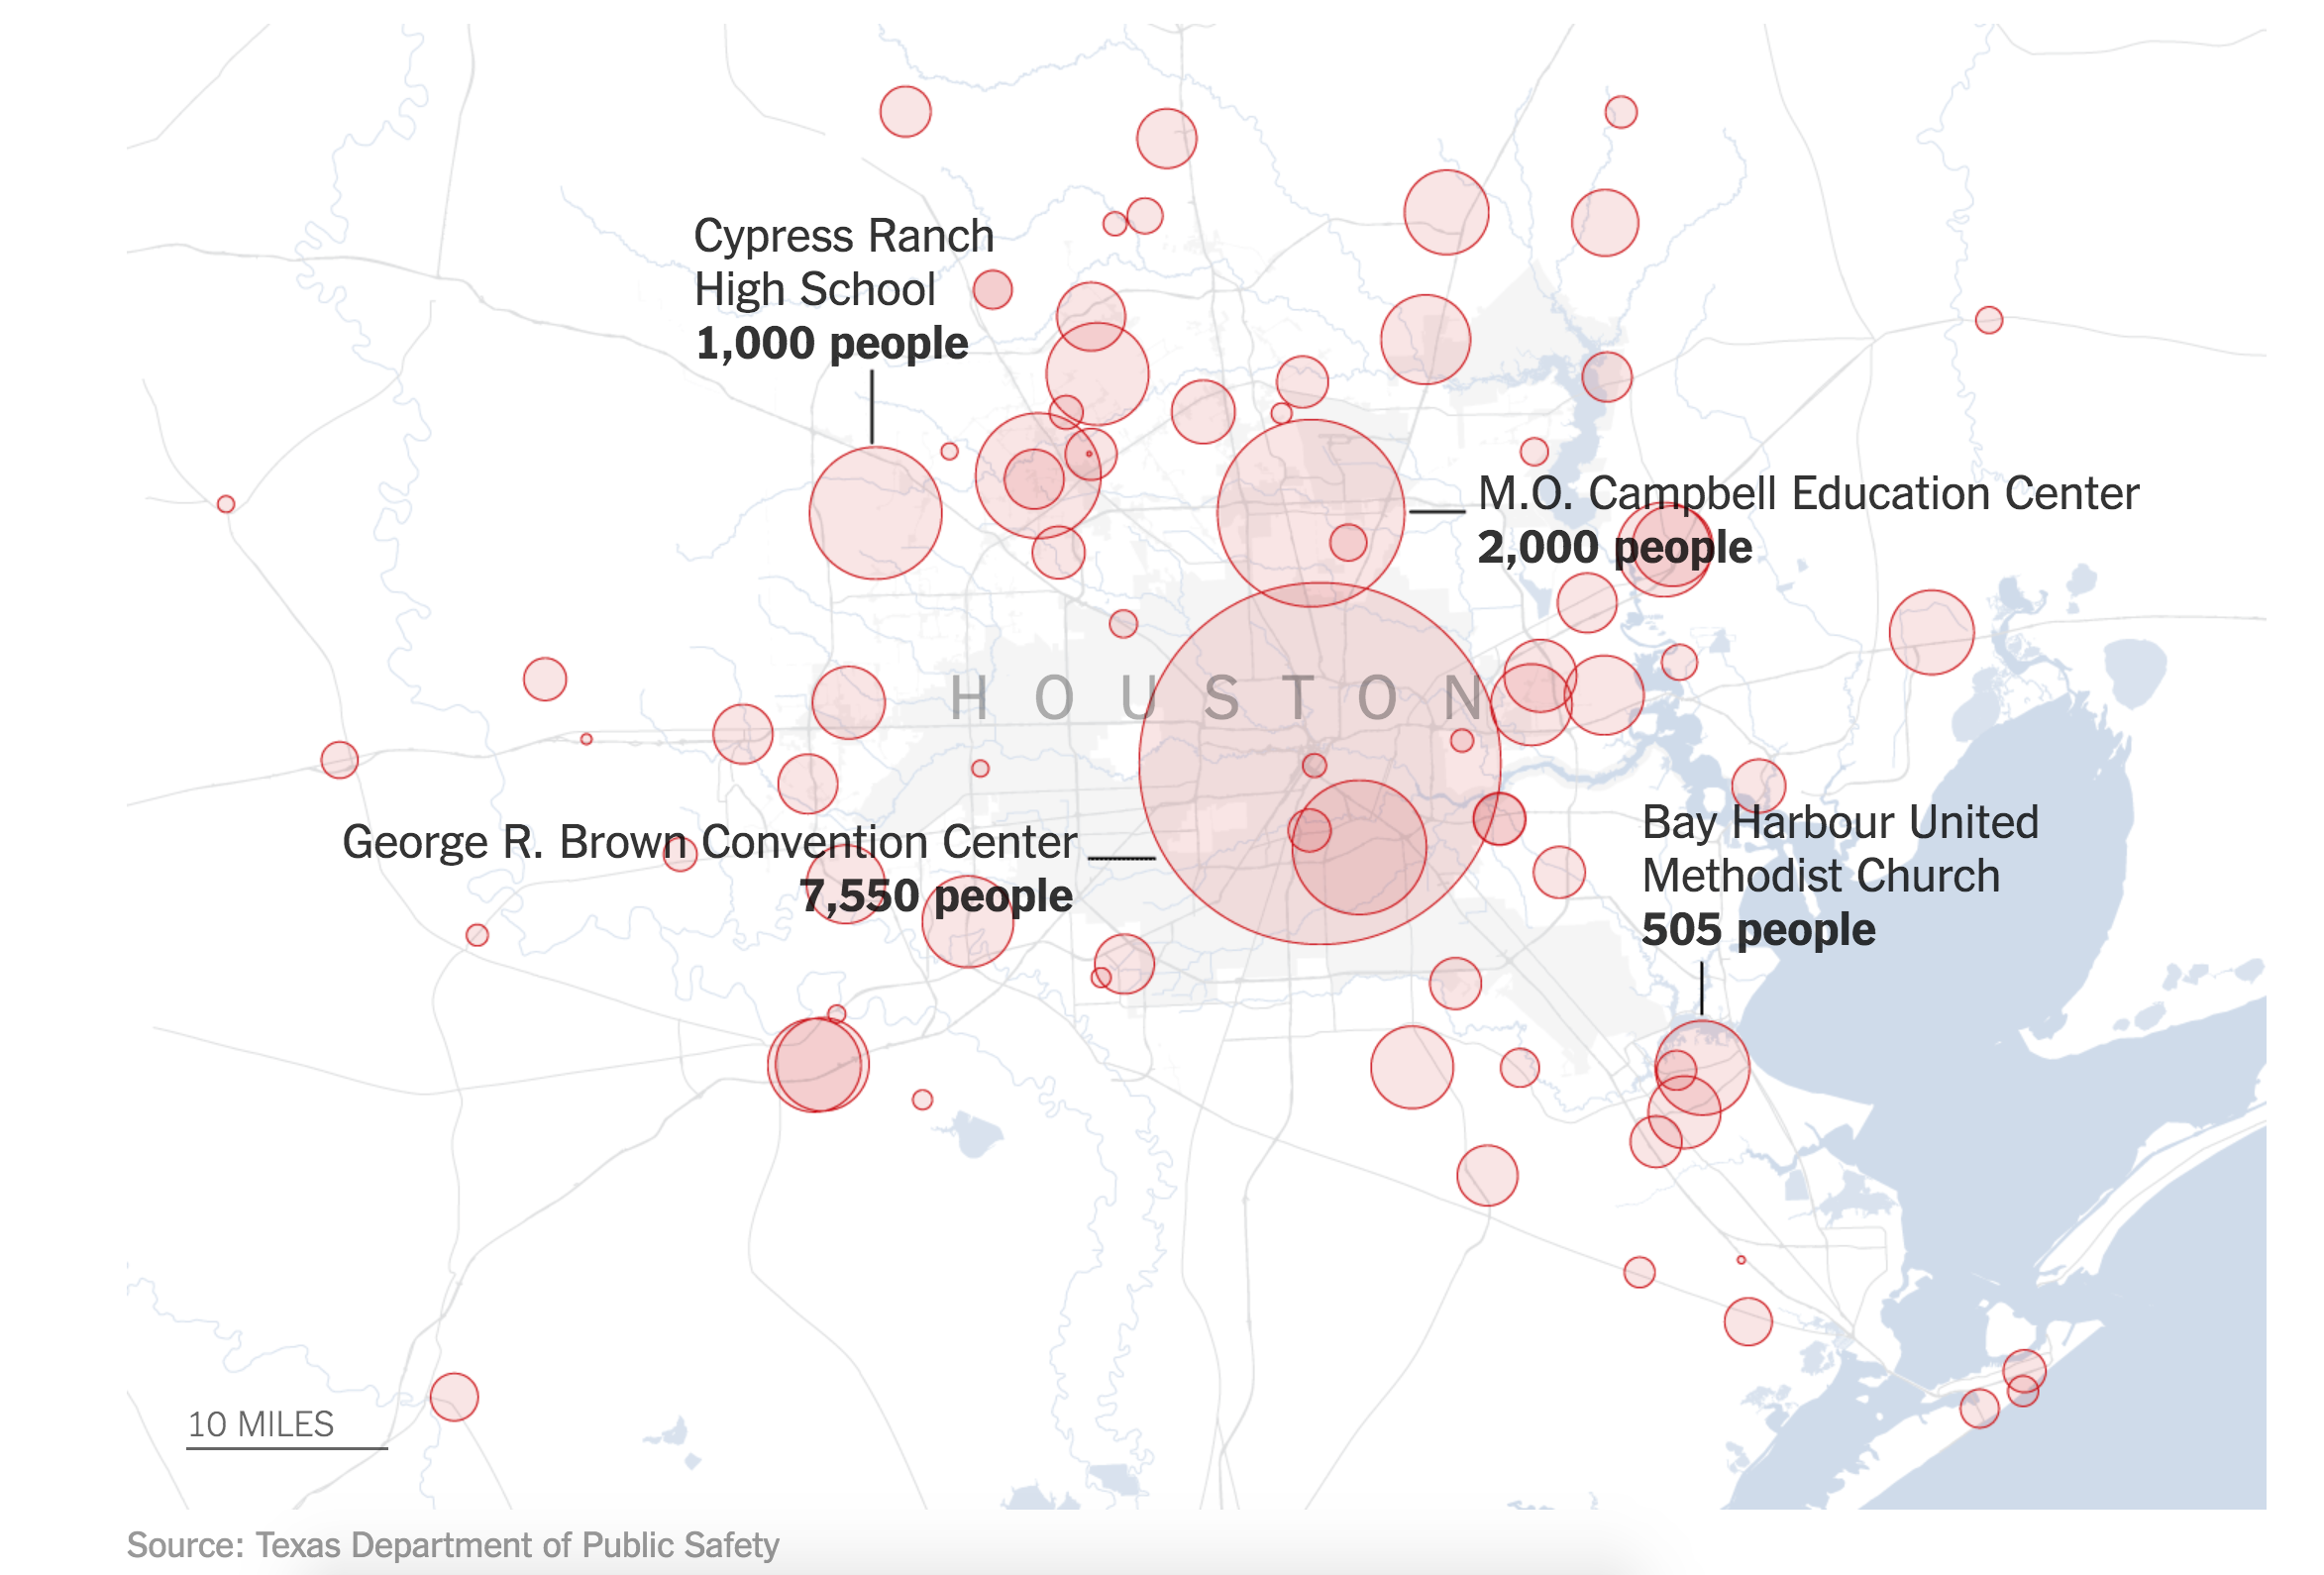 Cypress Ranch
High School
1,000 people
M.O. Campbell Education Center
2,000 people
HOUSTON
George R. Brown Convention Center
7,550 people
Bay Harbour United
Methodist Church
505 people
10 MILES
Source: Texas Department of Public Safety